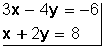 3x – 4y = –6
x + 2y = 8